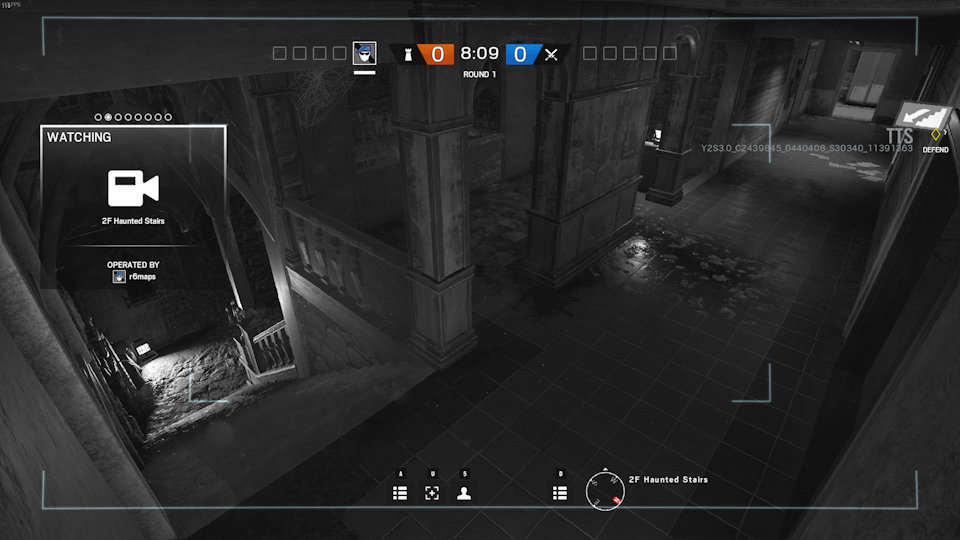 0 8:09 0
ROUND 1
WATCHING
2F Haunted Stairs
OPERATED BY
r6maps
TTS
Y2S3.0_C2439845_D440408_S30340_11391363
DEFEND
A U S D
2F Haunted Stairs